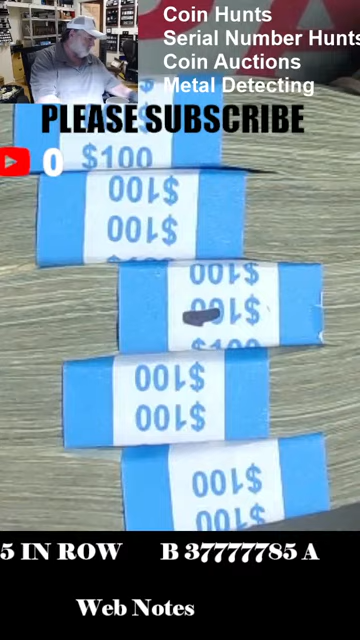 Coin Hunts
Serial Number Hunts
Coin Auctions
Metal Detecting
PLEASE SUBSCRIBE
0
$100
$100
$100
$100
$100
$100
$100
$100
$100
$100
5 IN ROW B 37777785 A
Web Notes